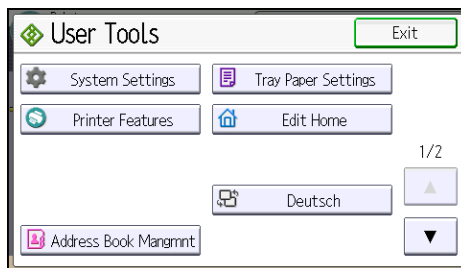 User Tools
Exit
System Settings
Tray Paper Settings
Printer Features
Edit Home
1/2
Deutsch
Address Book Mangmnt